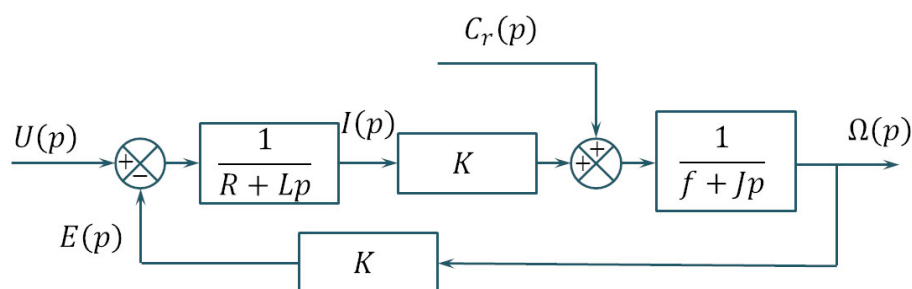 C_r(p)
U(p)
+
−
1
R + Lp
I(p)
K
+
+
1
f + Jp
Ω(p)
E(p)
K